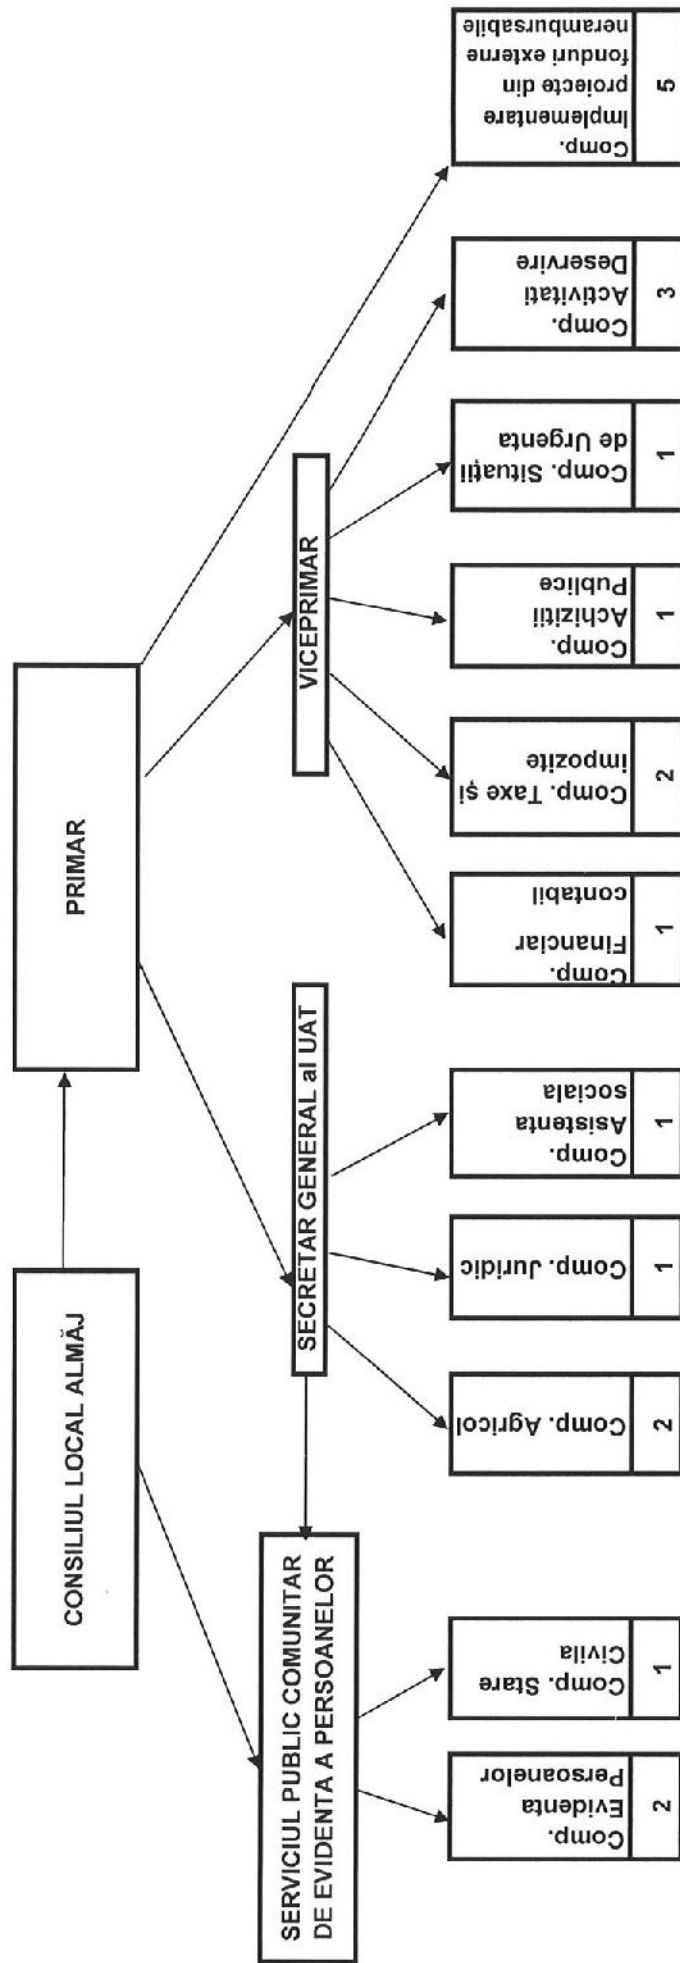 CONSILIUL LOCAL ALMĂJ
PRIMAR
SERVICIUL PUBLIC COMUNITAR
DE EVIDENTA A PERSOANELOR
SECRETAR GENERAL al UAT
VICEPRIMAR
Comp.
Evidenta
Persoanelor
2
Comp. Stare
Civila
1
Comp. Agricol
2
Comp. Juridic
1
Comp.
Asistenta
sociala
1
Comp.
Financiar
contabil
1
Comp. Taxe și
impozite
2
Comp.
Achizitii
Publice
1
Comp. Situații
de Urgenta
1
Comp.
Activitati
Deservire
3
Comp.
Implementare
proiecte din
fonduri externe
nerambursabile
5